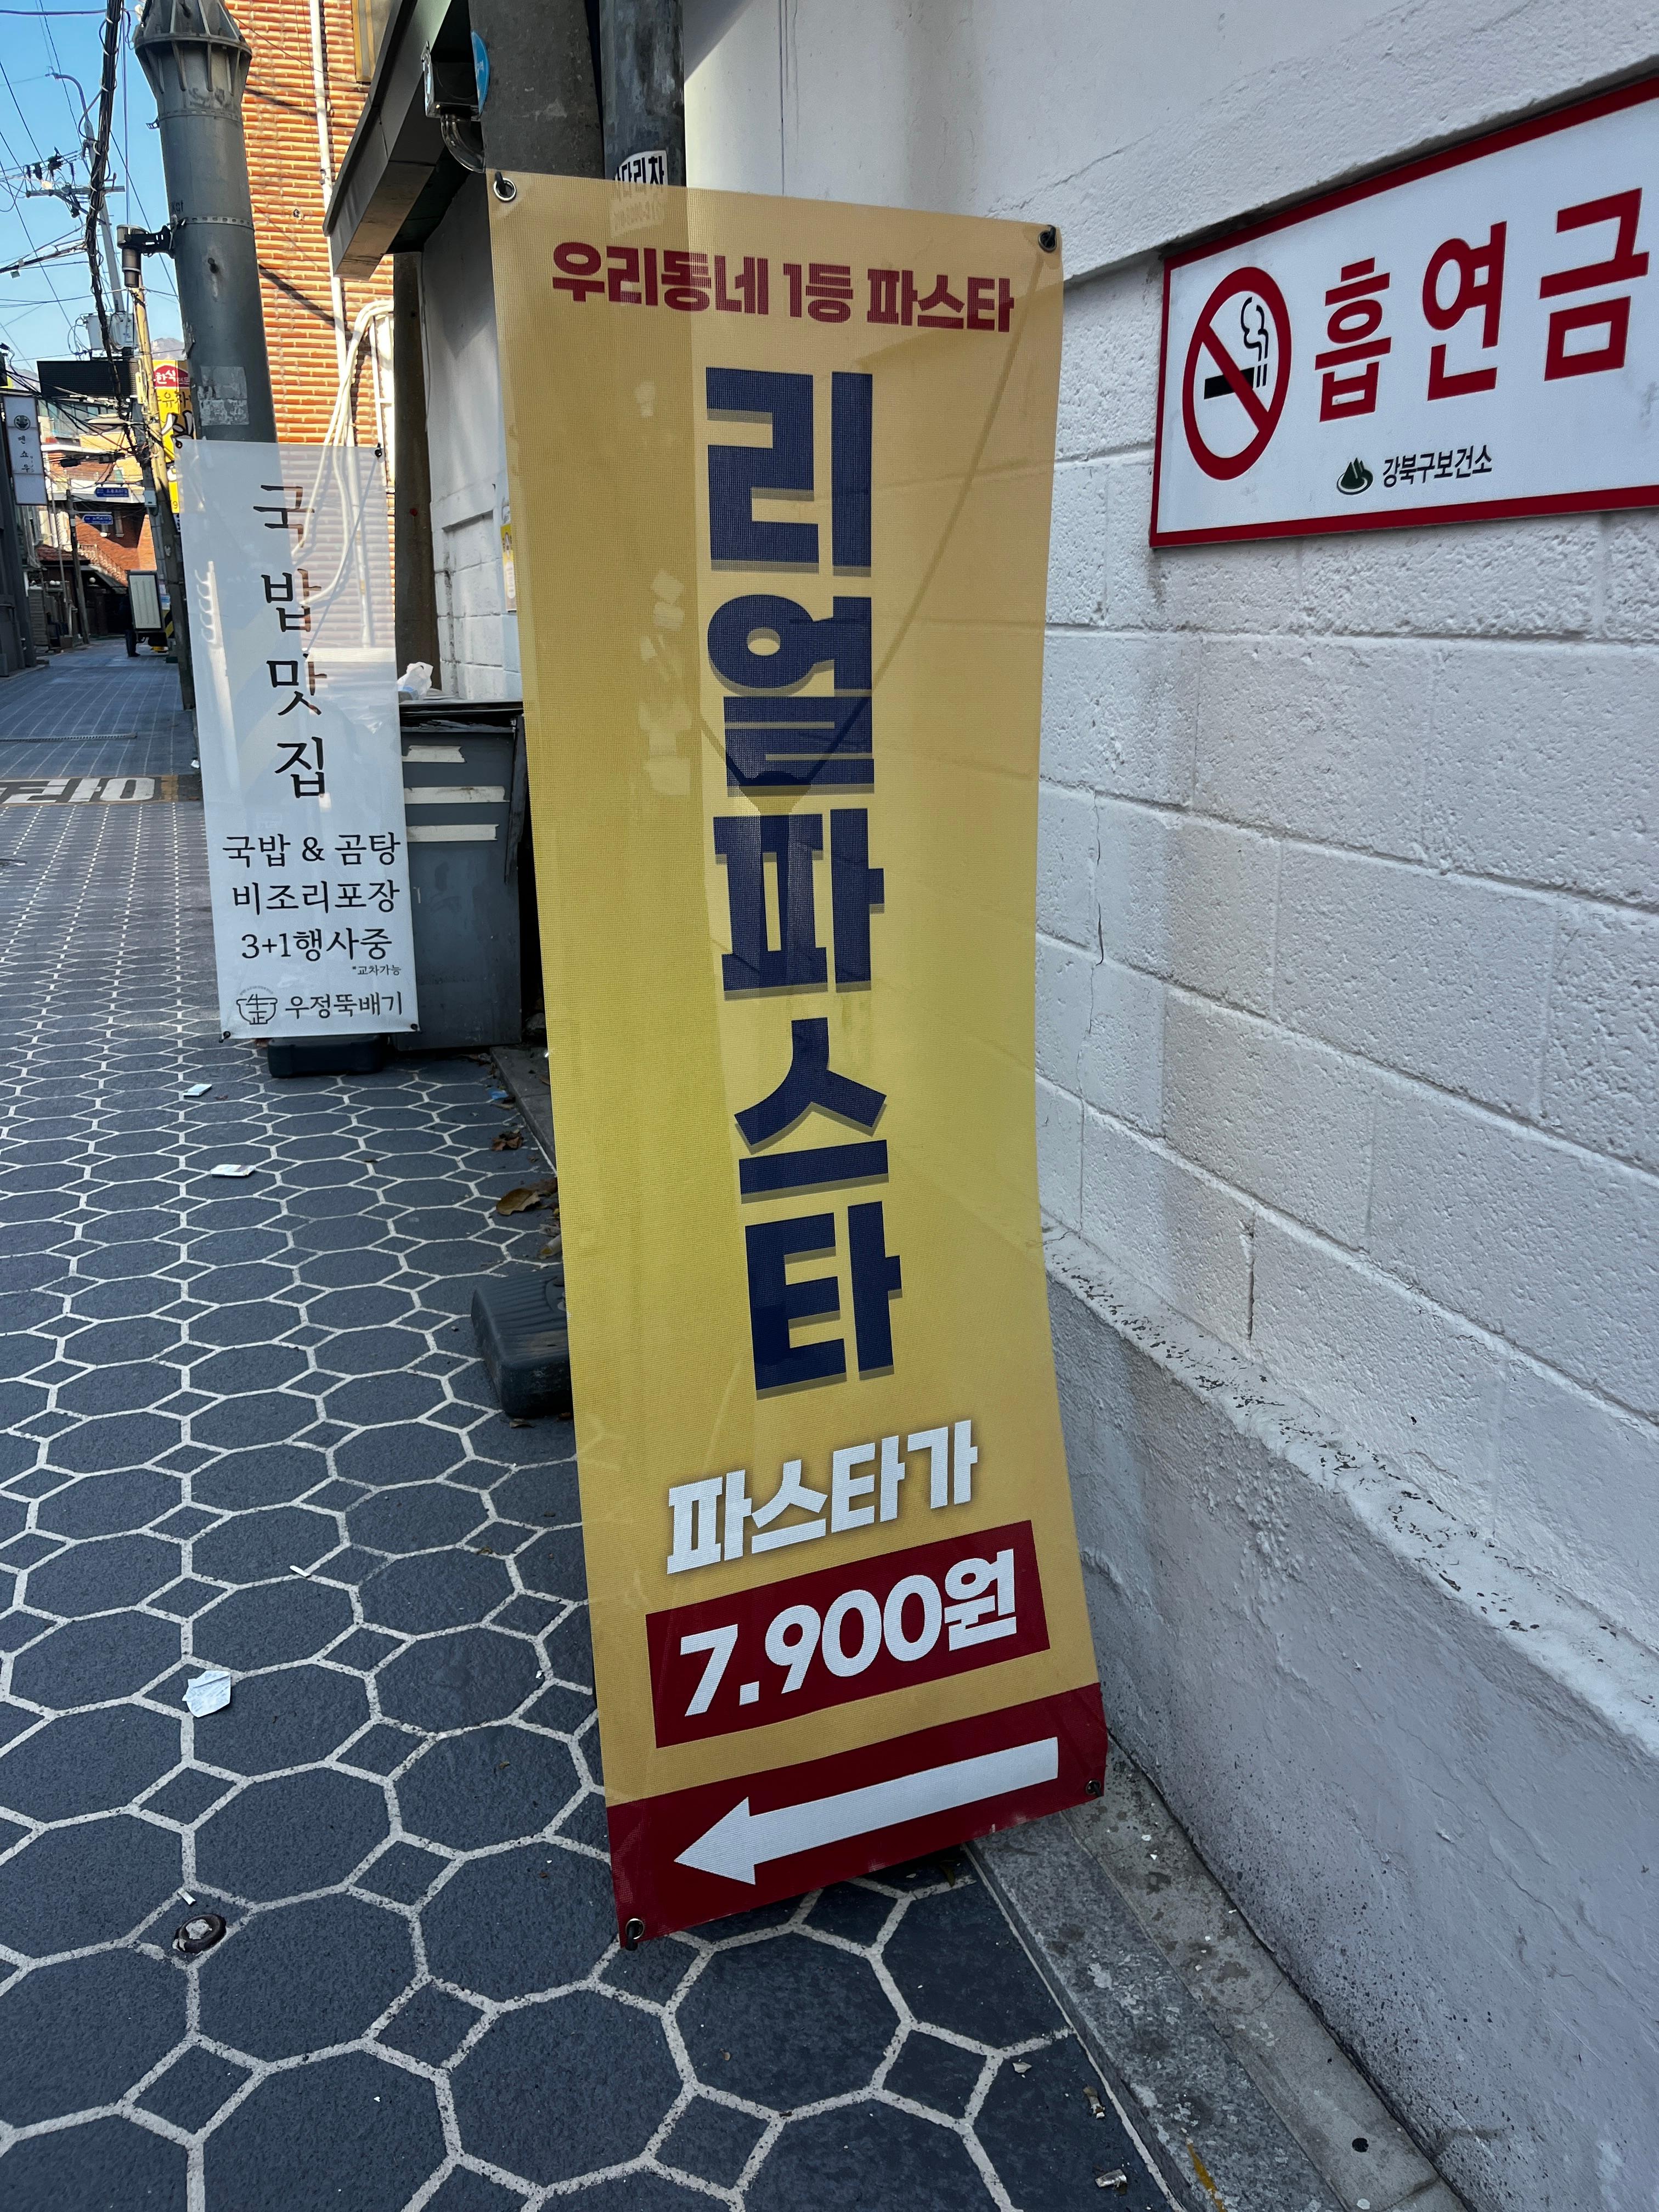 우리동네 1등 파스타
리얼파스타
파스타가
7.900원
국밥맛집
국밥 & 곰탕
비조리포장
3+1행사중
*교차가능
우정뚝배기
흡연금
강북구보건소